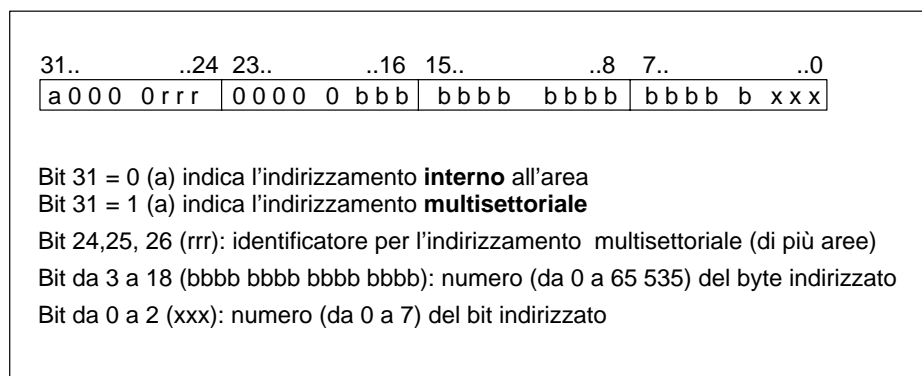 31.. ..24 23.. ..16 15.. ..8 7.. ..0
a 0 0 0 0 r r r 0 0 0 0 0 b b b b b b b b b b b b b b b b x x x
Bit 31 = 0 (a) indica l'indirizzamento interno all'area
Bit 31 = 1 (a) indica l'indirizzamento multisettoriale
Bit 24,25, 26 (rrr): identificatore per l'indirizzamento multisettoriale (di più aree)
Bit da 3 a 18 (bbbb bbbb bbbb bbbb): numero (da 0 a 65 535) del byte indirizzato
Bit da 0 a 2 (xxx): numero (da 0 a 7) del bit indirizzato